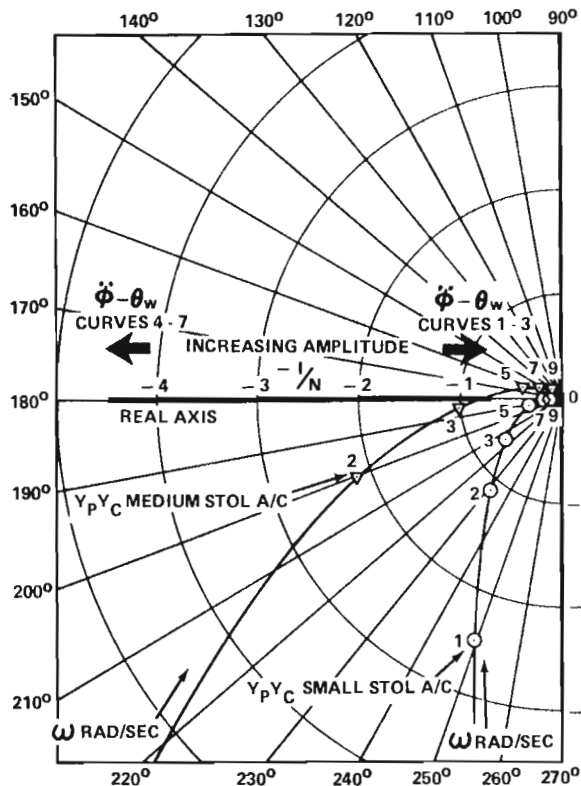 140° 130° 120° 110° 106° 100° 90°
150°
160°
170°
φ̈ – θw
CURVES 4 - 7
φ̈ – θw
CURVES 1 - 3
INCREASING AMPLITUDE
–1/N
5 7 9
–4 –3 –2 –1
180°
REAL AXIS
0
3 5 7 9
3
2
2
YPYC MEDIUM STOL A/C
190°
200°
1
YPYC SMALL STOL A/C
210°
ω RAD/SEC
ω RAD/SEC
220° 230° 240° 250° 260° 270°